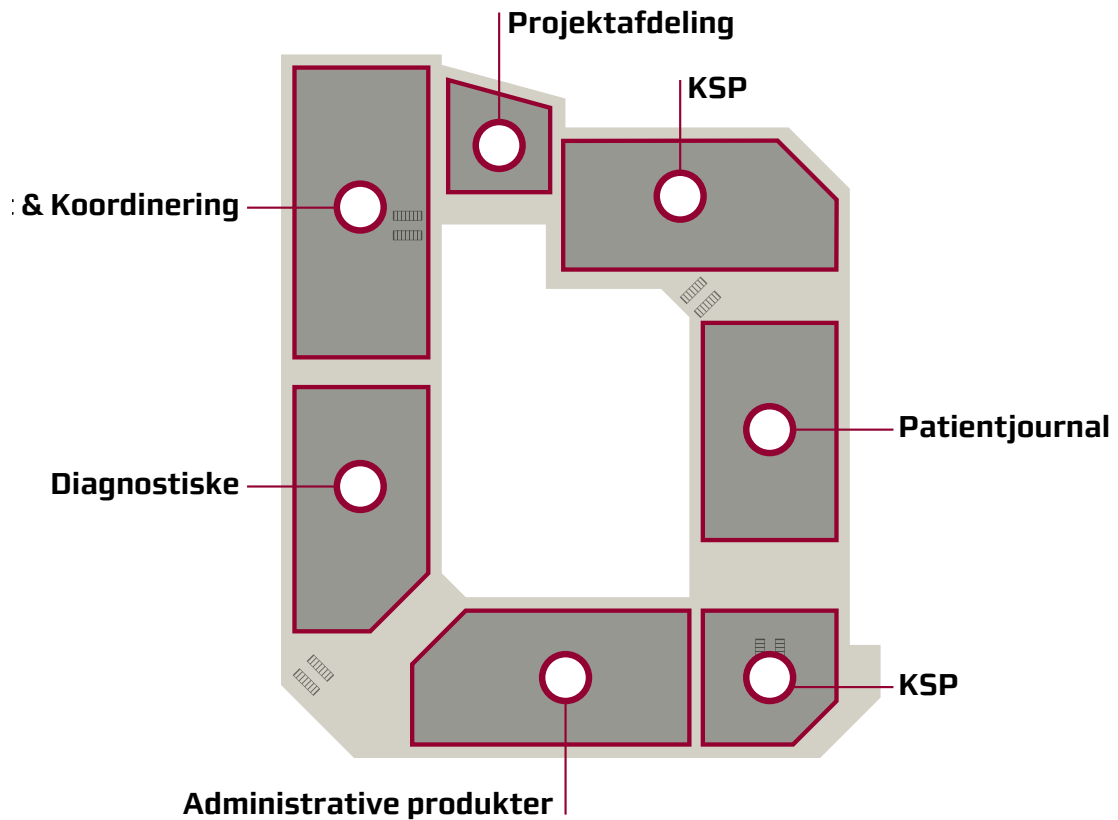 Projektafdeling
KSP
& Koordinering
Patientjournal
Diagnostiske
KSP
Administrative produkter